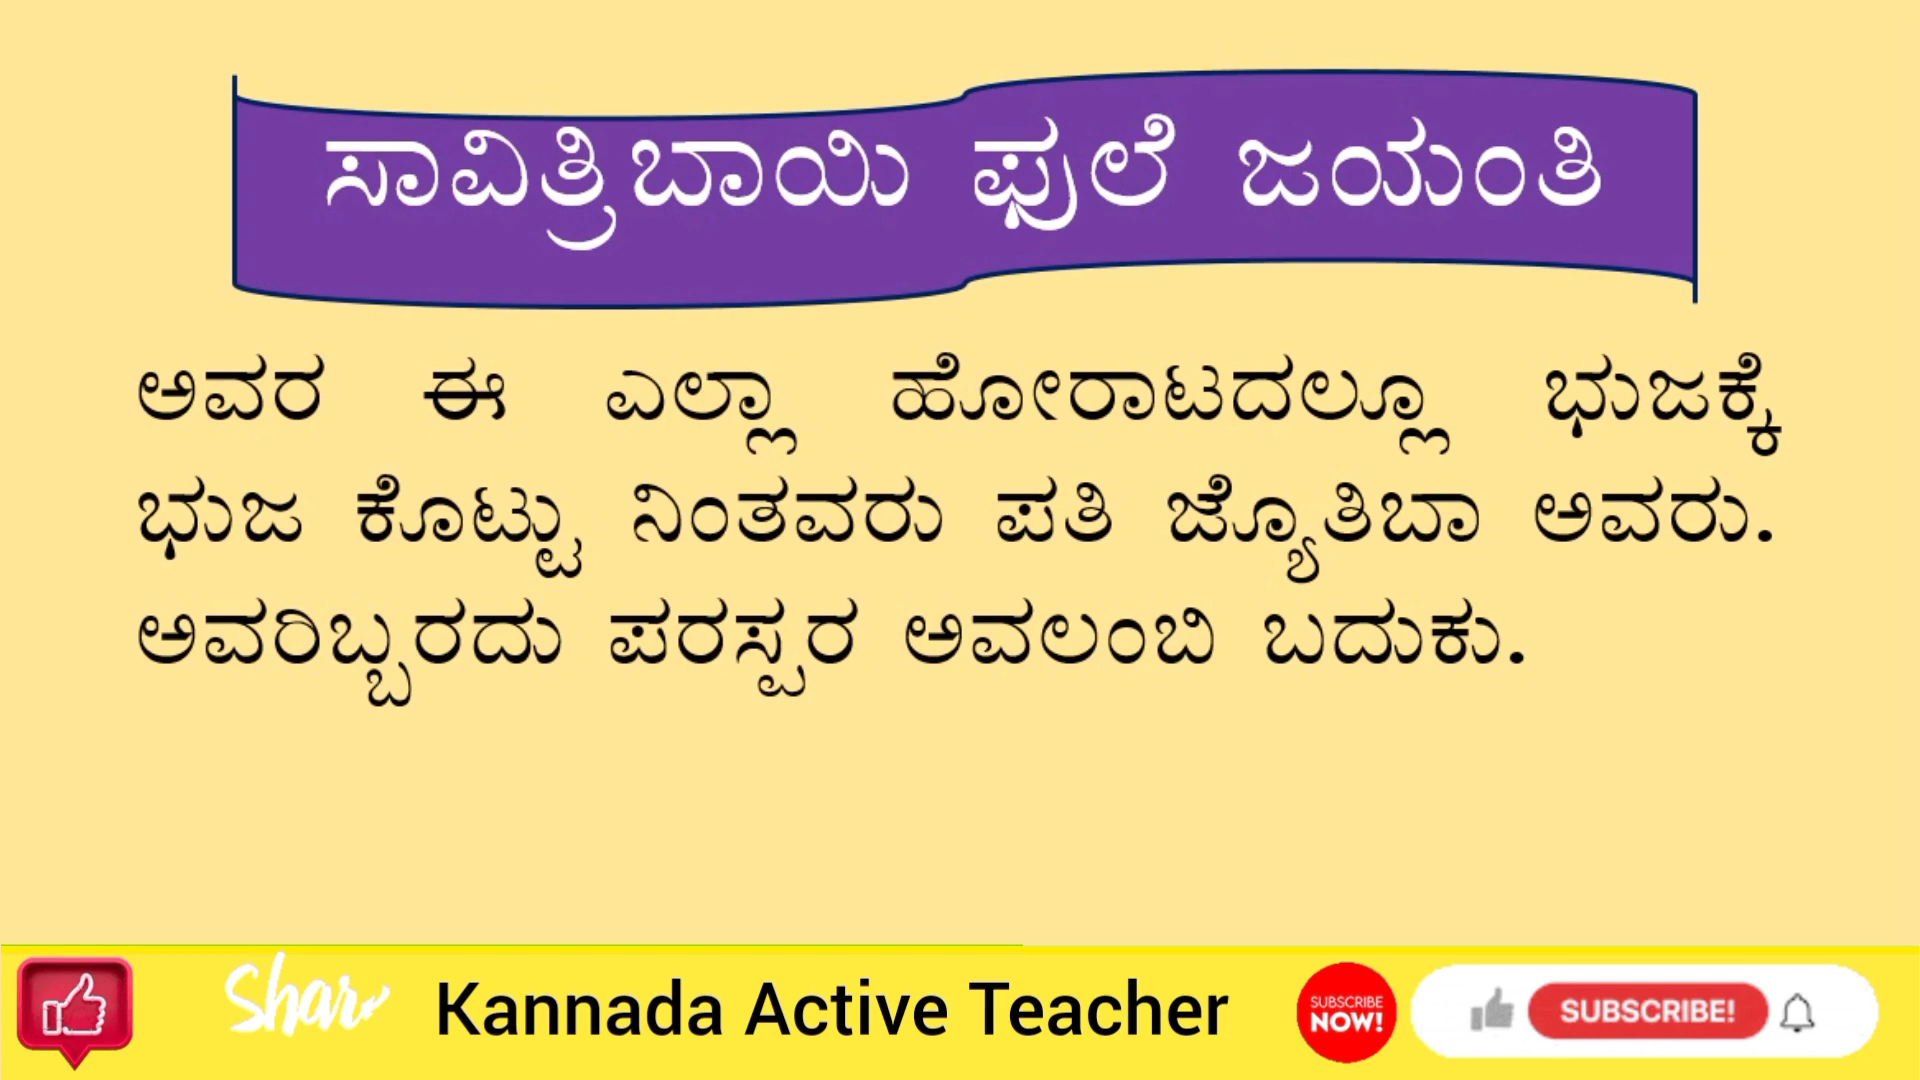 ಸಾವಿತ್ರಿಬಾಯಿ ಫುಲೆ ಜಯಂತಿ
ಅವರ ಈ ಎಲ್ಲಾ ಹೋರಾಟದಲ್ಲೂ ಭುಜಕ್ಕೆ
ಭುಜ ಕೊಟ್ಟು ನಿಂತವರು ಪತಿ ಜ್ಯೊತಿಬಾ ಅವರು.
ಅವರಿಬ್ಬರದು ಪರಸ್ಪರ ಅವಲಂಬಿ ಬದುಕು.
Share Kannada Active Teacher SUBSCRIBE NOW! SUBSCRIBE!